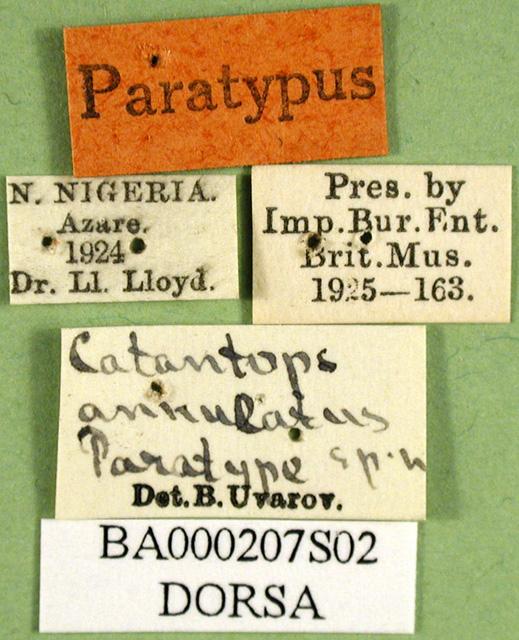 Paratypus
N. NIGERIA.
Azare.
1924
Dr. Ll. Lloyd.
Pres. by
Imp.Bur.Ent.
Brit.Mus.
1925—163.
Catantops
annulatus
Paratype sp.n
Det.B.Uvarov.
BA000207S02
DORSA